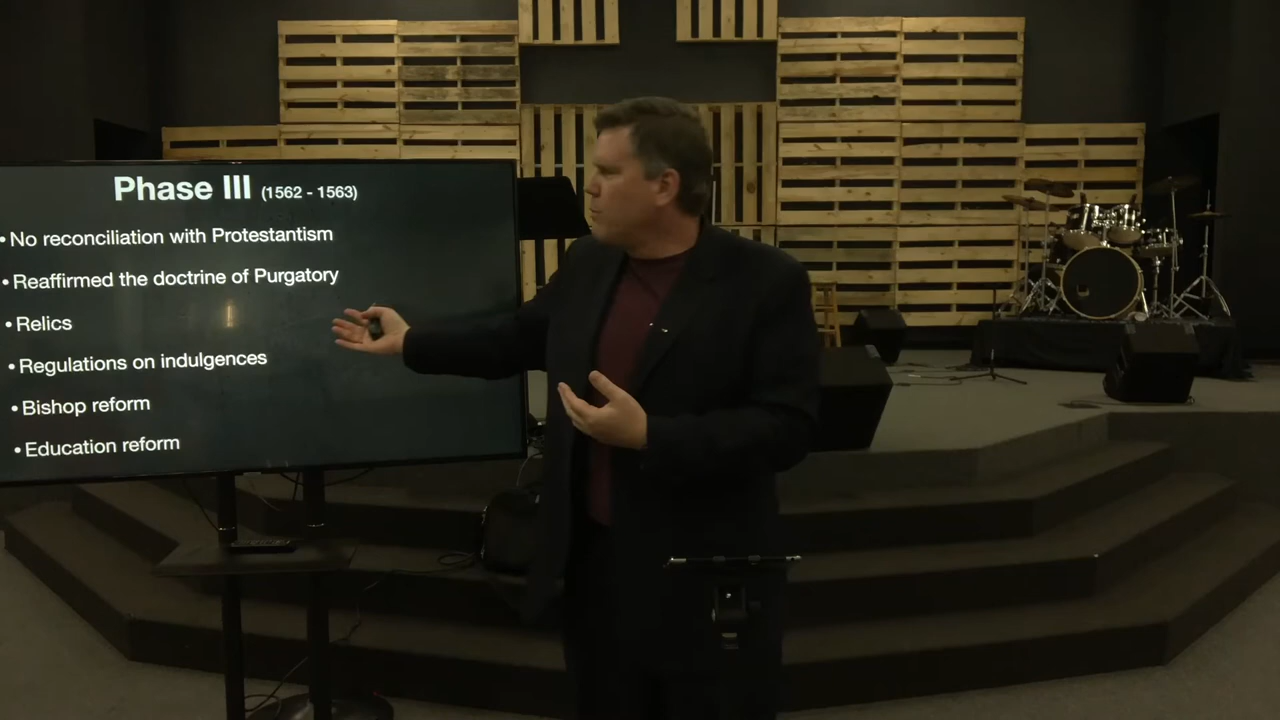 Phase III (1562 - 1563)
• No reconciliation with Protestantism
• Reaffirmed the doctrine of Purgatory
• Relics
• Regulations on indulgences
• Bishop reform
• Education reform